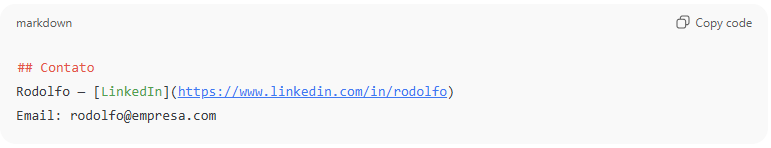 markdown
Copy code
## Contato
Rodolfo — [LinkedIn](https://www.linkedin.com/in/rodolfo)
Email: rodolfo@empresa.com